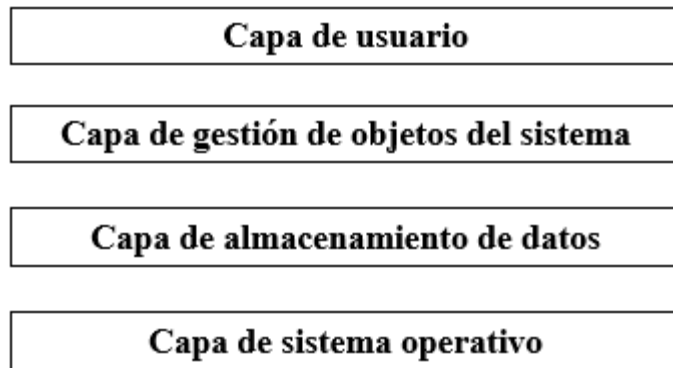 Capa de usuario
Capa de gestión de objetos del sistema
Capa de almacenamiento de datos
Capa de sistema operativo